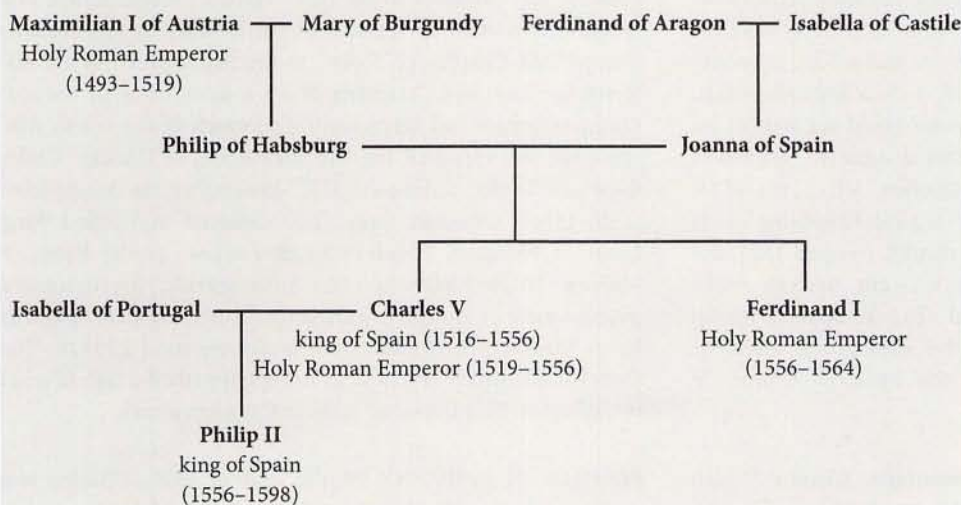 Maximilian I of Austria
Mary of Burgundy
Ferdinand of Aragon
Isabella of Castile
Holy Roman Emperor
(1493–1519)
Philip of Habsburg
Joanna of Spain
Isabella of Portugal
Charles V
Ferdinand I
king of Spain (1516–1556)
Holy Roman Emperor
Holy Roman Emperor (1519–1556)
(1556–1564)
Philip II
king of Spain
(1556–1598)